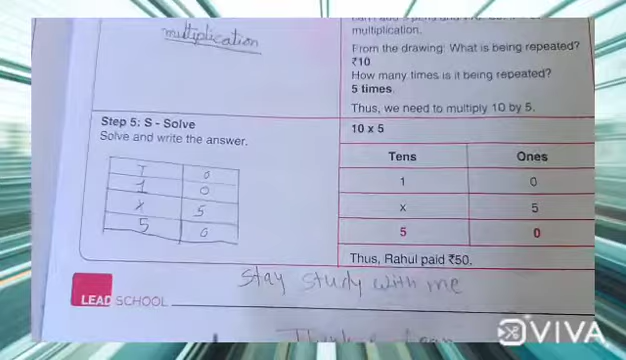 multiplication
multiplication.
From the drawing: What is being repeated?
₹10
How many times is it being repeated?
5 times.
Thus, we need to multiply 10 by 5.
Step 5: S - Solve
Solve and write the answer.
T 0
1 0
x 5
5 0
10 x 5
Tens Ones
1 0
x 5
5 0
Thus, Rahul paid ₹50.
Stay study with me
LEAD SCHOOL
VIVA